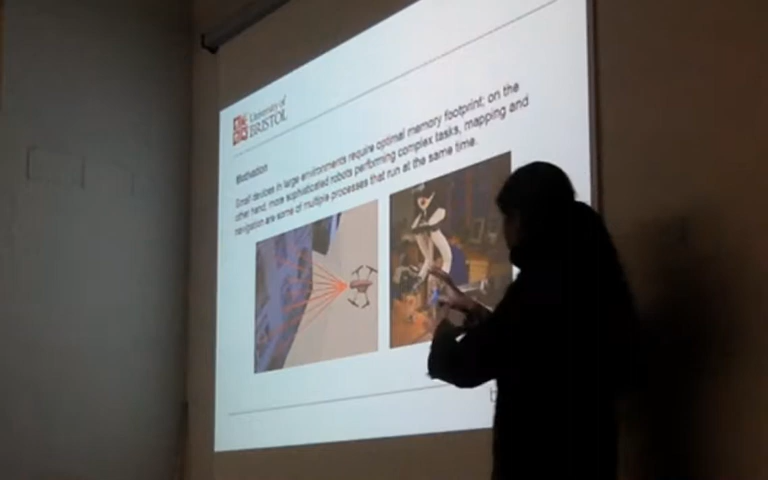 University of
BRISTOL
Motivation
Small devices in large environments require optimal memory footprint; on the
other hand, more sophisticated robots performing complex tasks, mapping and
navigation are some of multiple processes that run at the same time.